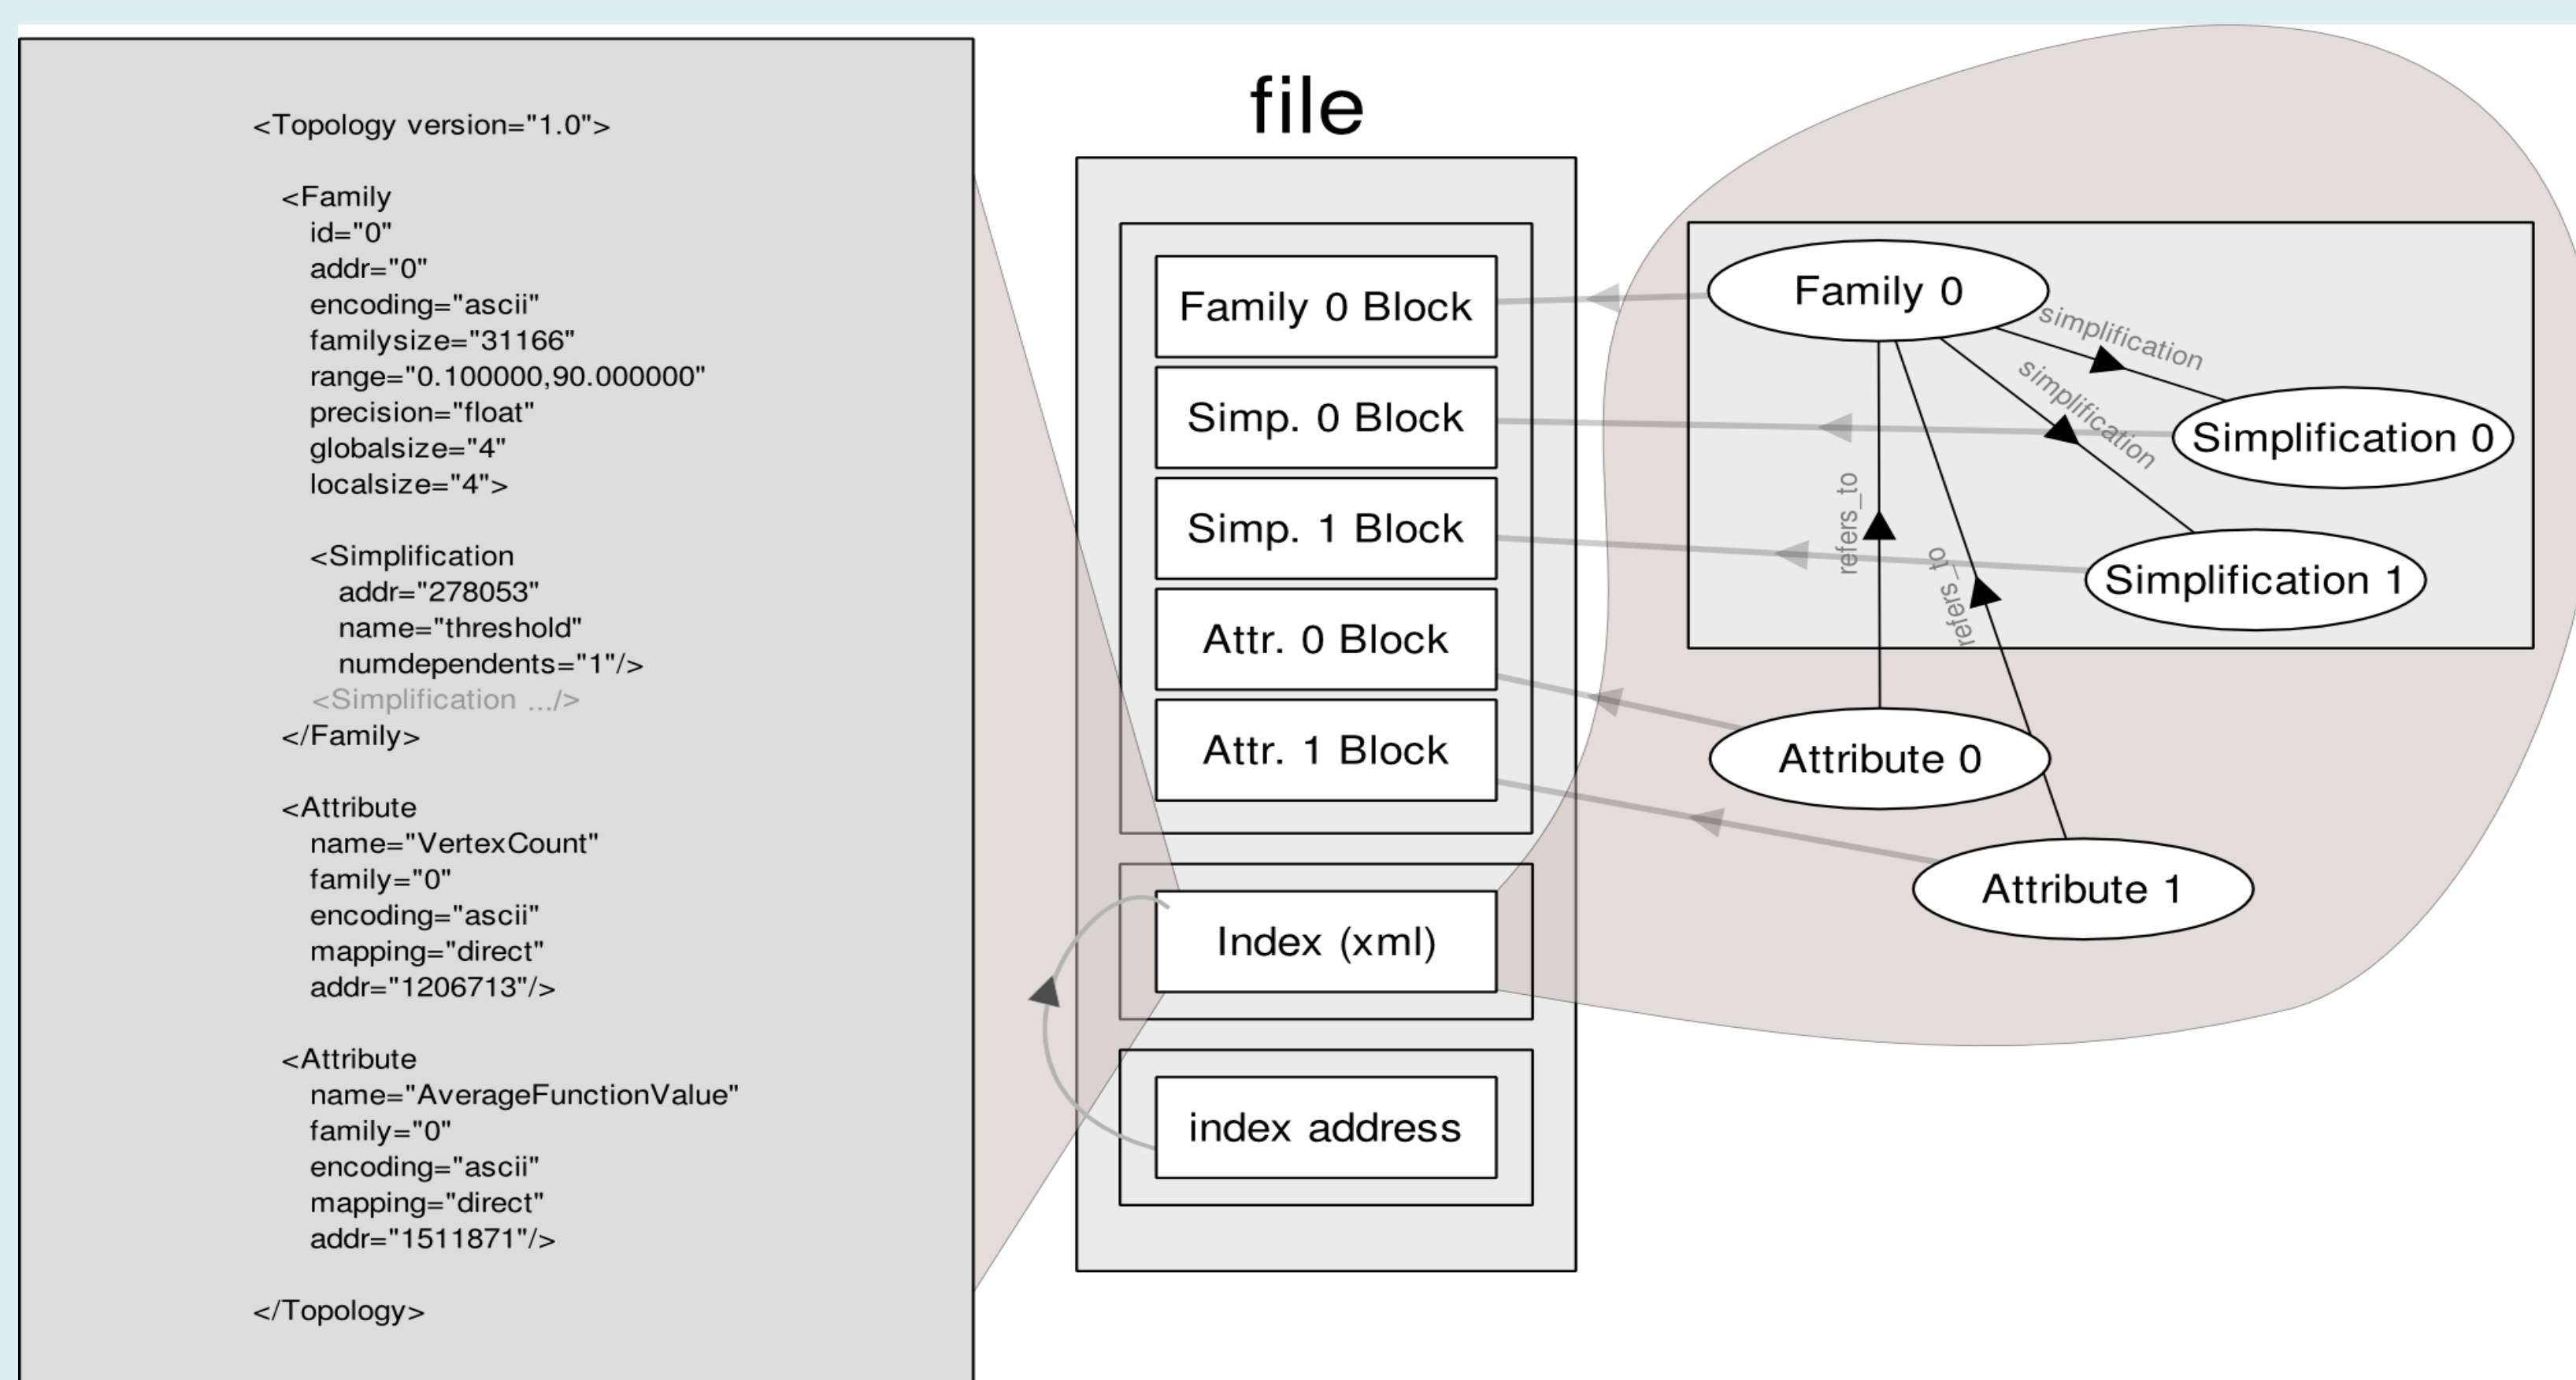 <Topology version="1.0">
<Family
id="0"
addr="0"
encoding="ascii"
familysize="31166"
range="0.100000,90.000000"
precision="float"
globalsize="4"
localsize="4">
<Simplification
addr="278053"
name="threshold"
numdependents="1"/>
<Simplification .../>
</Family>
<Attribute
name="VertexCount"
family="0"
encoding="ascii"
mapping="direct"
addr="1206713"/>
<Attribute
name="AverageFunctionValue"
family="0"
encoding="ascii"
mapping="direct"
addr="1511871"/>
</Topology>
file
Family 0 Block
Simp. 0 Block
Simp. 1 Block
Attr. 0 Block
Attr. 1 Block
Index (xml)
index address
Family 0
simplification
simplification
Simplification 0
Simplification 1
refers_to
refers_to
Attribute 0
Attribute 1